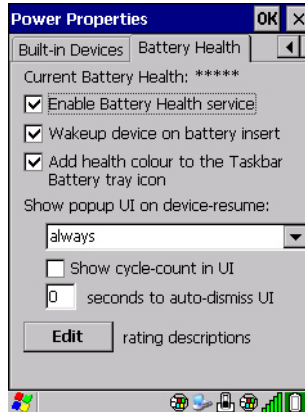 Power Properties OK
Built-in Devices Battery Health
Current Battery Health: *****
Enable Battery Health service
Wakeup device on battery insert
Add health colour to the Taskbar
Battery tray icon
Show popup UI on device-resume:
always
Show cycle-count in UI
0 seconds to auto-dismiss UI
Edit rating descriptions